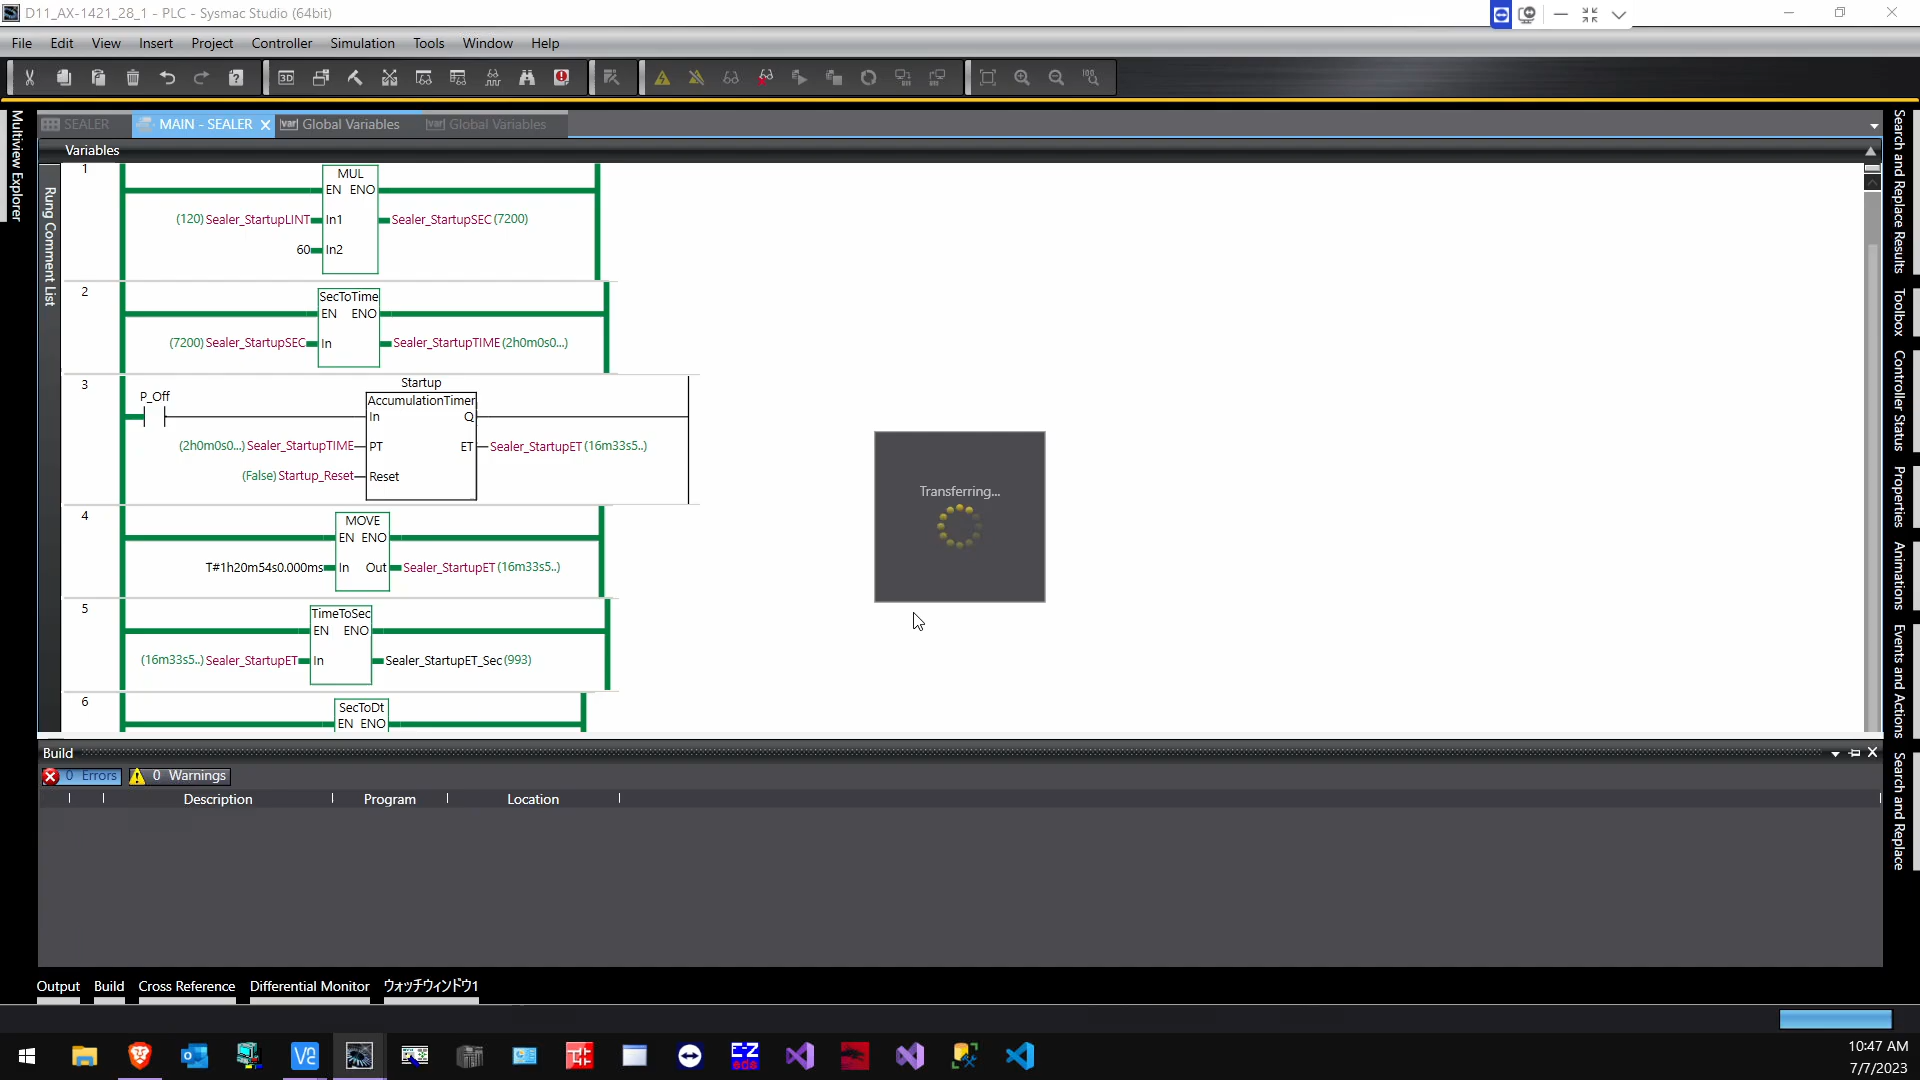 D11_AX-1421_28_1 - PLC - Sysmac Studio (64bit)
File Edit View Insert Project Controller Simulation Tools Window Help
3D
100
Multiview Explorer
SEALER MAIN - SEALER Global Variables Global Variables
Variables
Rung Comment List
1
MUL
EN ENO
(120) Sealer_StartupLINT In1 Sealer_StartupSEC (7200)
60 In2
2
SecToTime
EN ENO
(7200) Sealer_StartupSEC In Sealer_StartupTIME (2h0m0s0...)
3
Startup
P_Off
AccumulationTimer
In Q
(2h0m0s0...) Sealer_StartupTIME PT ET Sealer_StartupET (16m33s5..)
(False) Startup_Reset Reset
4
MOVE
EN ENO
T#1h20m54s0.000ms In Out Sealer_StartupET (16m33s5..)
5
TimeToSec
EN ENO
(16m33s5..) Sealer_StartupET In Sealer_StartupET_Sec (993)
6
SecToDt
EN ENO
Transferring...
Search and Replace Results
Toolbox
Controller Status
Properties
Animations
Events and Actions
Search and Replace
Build
0 Errors 0 Warnings
Description Program Location
Output Build Cross Reference Differential Monitor ウォッチウィンドウ1
10:47 AM
7/7/2023